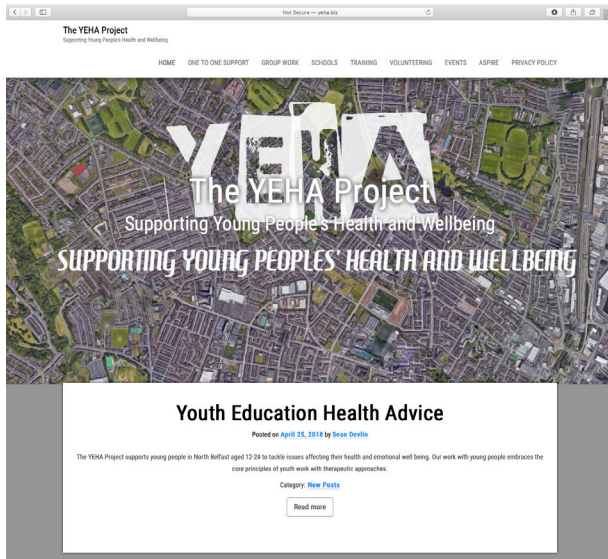 Not Secure — yeha.biz
The YEHA Project
Supporting Young People's Health and Wellbeing
HOME ONE TO ONE SUPPORT GROUP WORK SCHOOLS TRAINING VOLUNTEERING EVENTS ASPIRE PRIVACY POLICY
YEHA
The YEHA Project
Supporting Young People's Health and Wellbeing
SUPPORTING YOUNG PEOPLES' HEALTH AND WELLBEING
Youth Education Health Advice
Posted on April 25, 2018 by Sean Devlin
The YEHA Project supports young people in North Belfast aged 12-24 to tackle issues affecting their health and emotional well being. Our work with young people embraces the
core principles of youth work with therapeutic approaches.
Category: New Posts
Read more